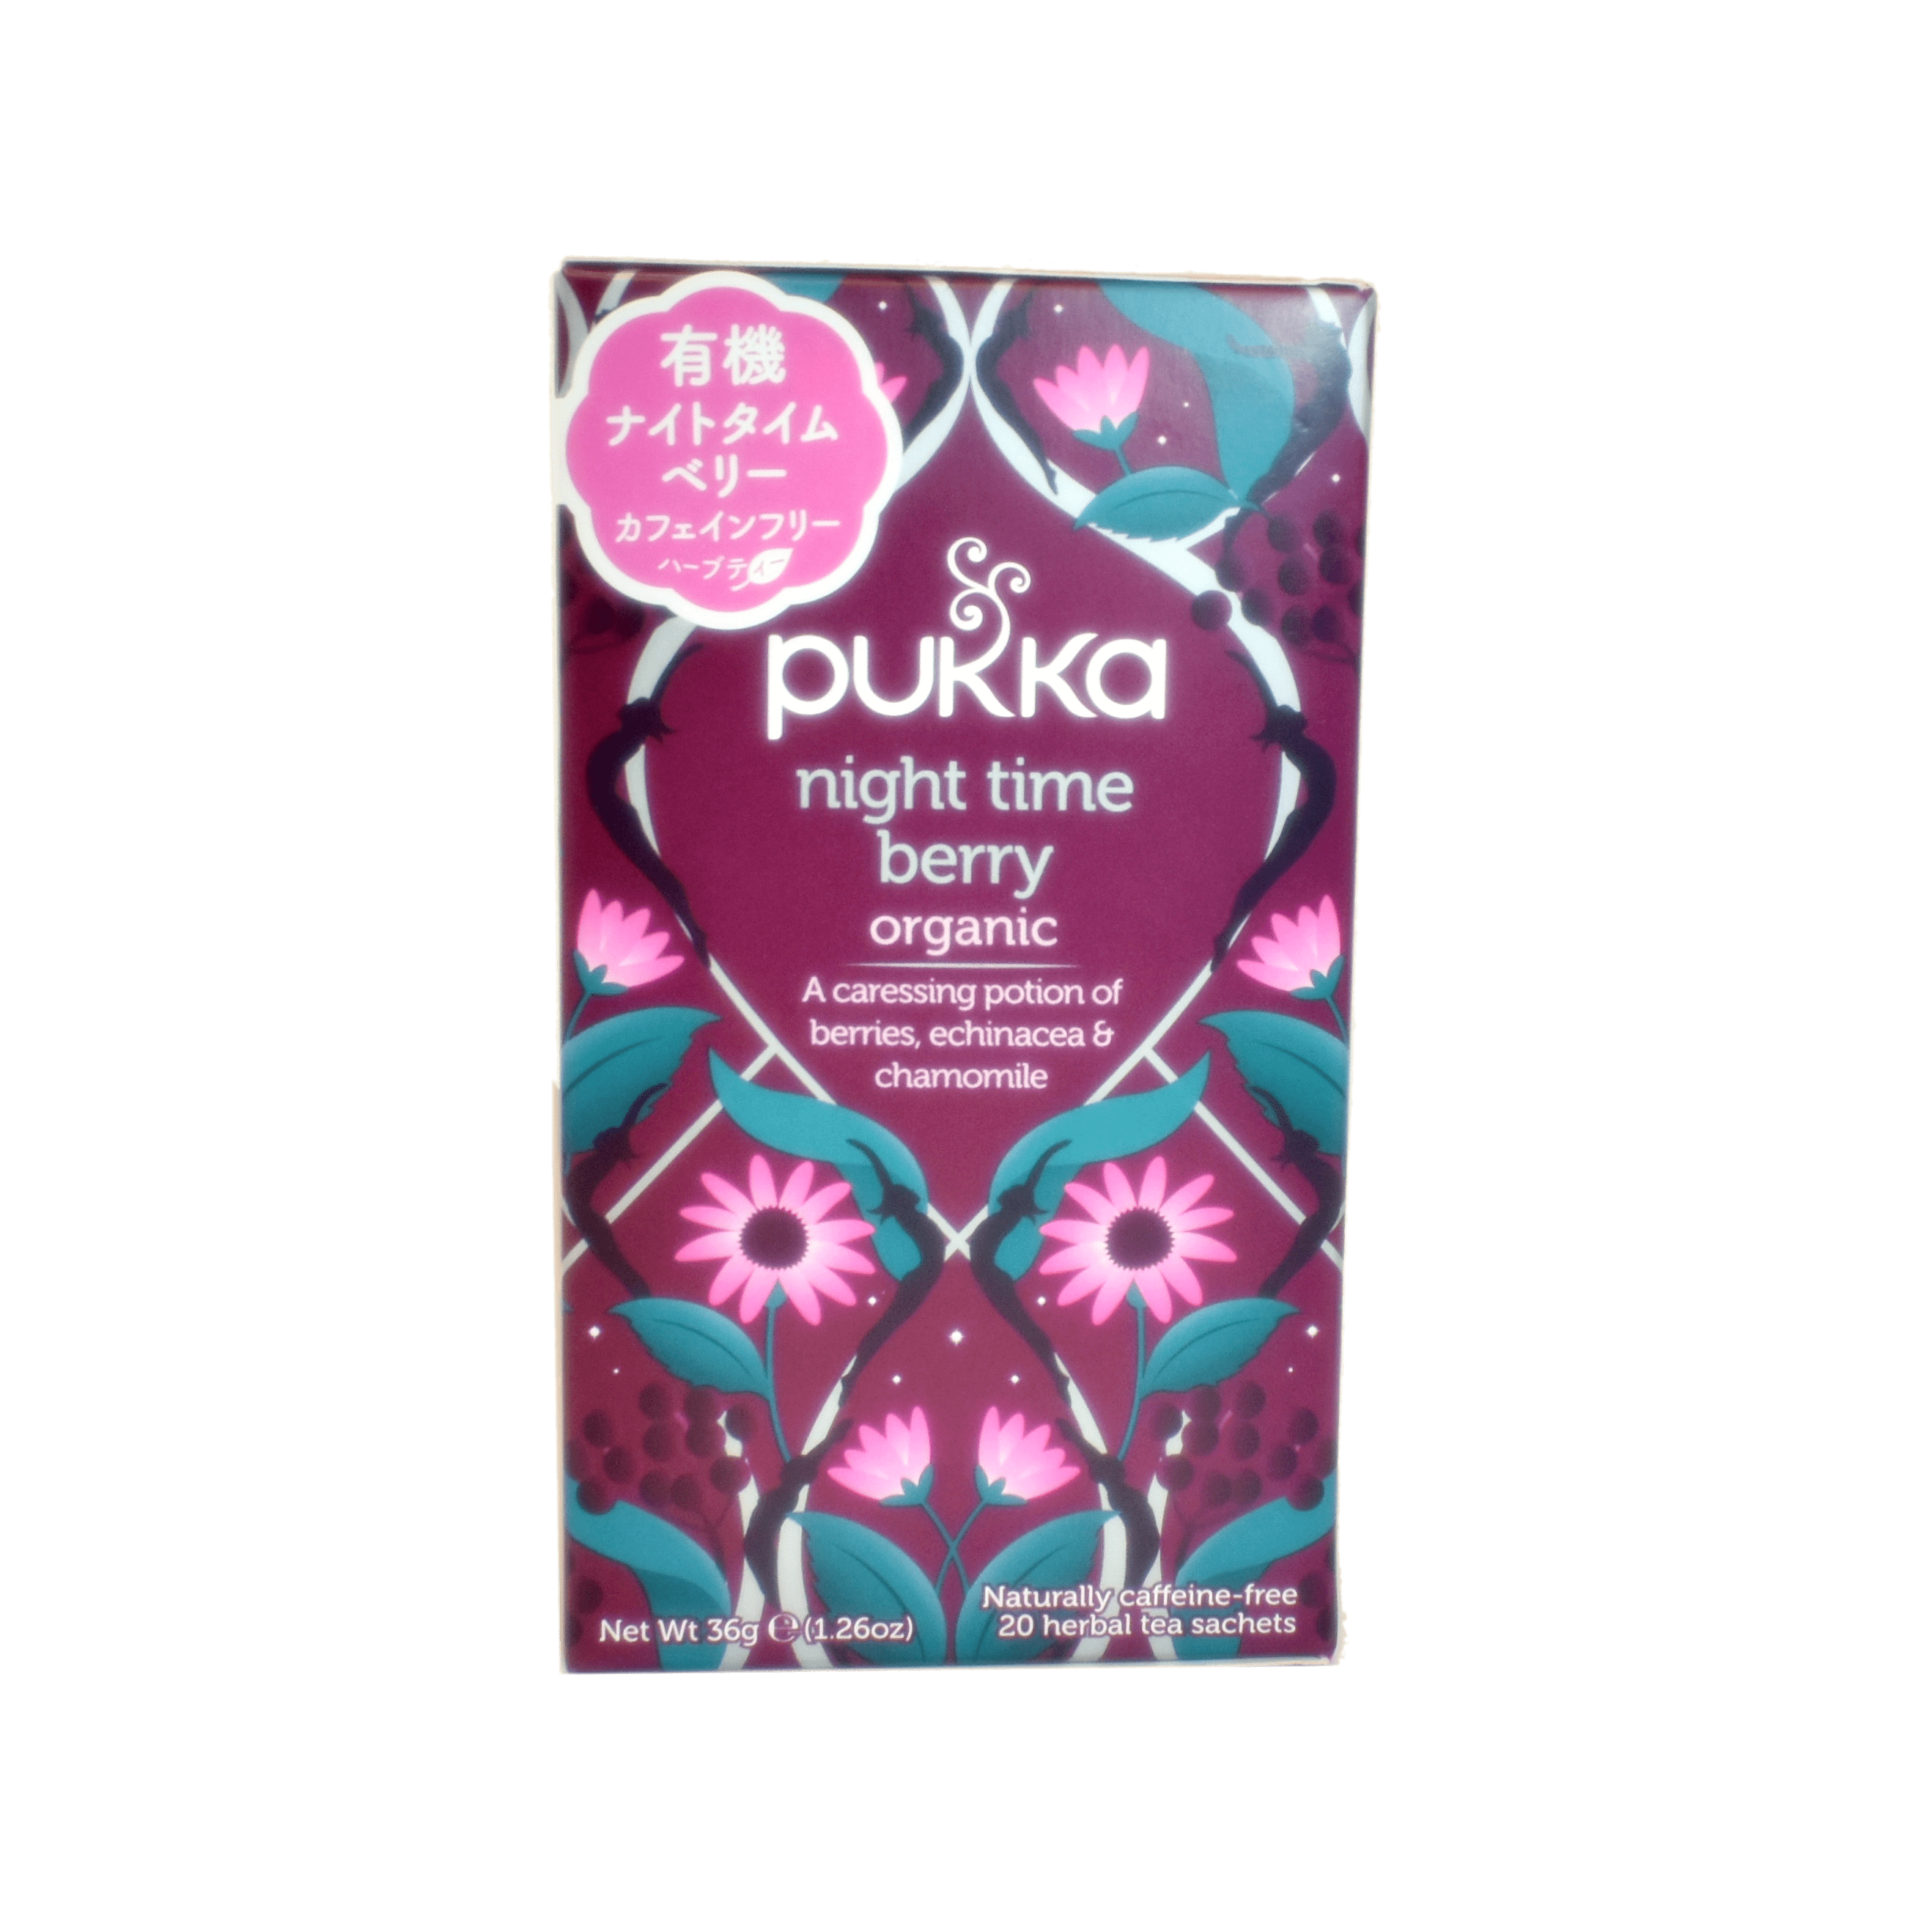 有機
ナイトタイム
ベリー
カフェインフリー
ハーブティー
pukka
night time
berry
organic
A caressing potion of
berries, echinacea &
chamomile
Naturally caffeine-free
20 herbal tea sachets
Net Wt 36g ℮ (1.26oz)